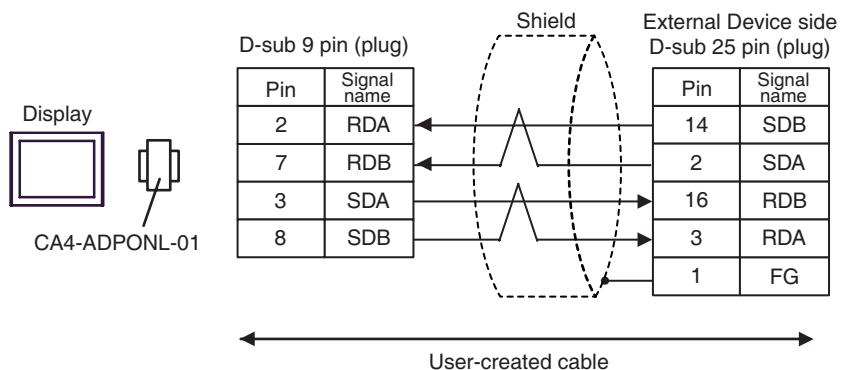 Shield
External Device side
D-sub 9 pin (plug)
D-sub 25 pin (plug)
Pin Signal name
Pin Signal name
Display
2 RDA
14 SDB
7 RDB
2 SDA
3 SDA
16 RDB
8 SDB
3 RDA
CA4-ADPONL-01
1 FG
User-created cable